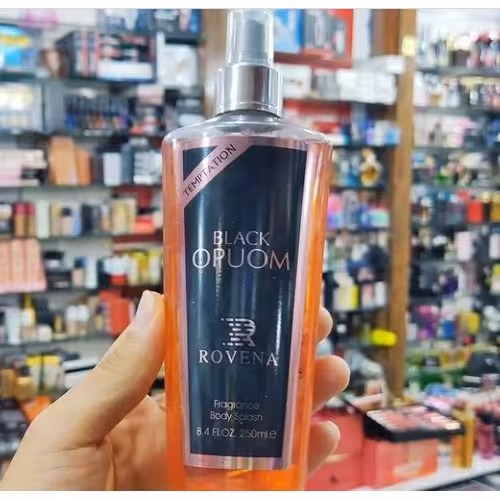 TEMPTATION
BLACK
OPUOM
R
ROVENA
Fragrance
Body Splash
8.4 FL.OZ. 250ml.e